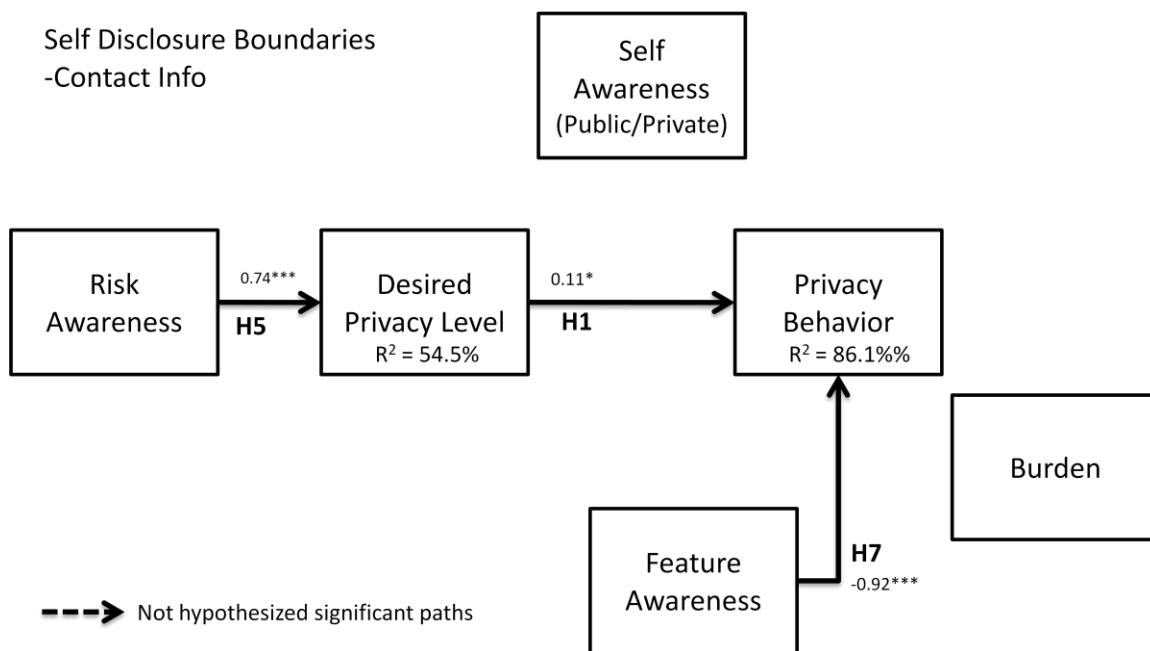 Self Disclosure Boundaries
-Contact Info
Self
Awareness
(Public/Private)
Risk
Awareness
0.74***
H5
Desired
Privacy Level
R² = 54.5%
0.11*
H1
Privacy
Behavior
R² = 86.1%%
Burden
Feature
Awareness
H7
-0.92***
Not hypothesized significant paths